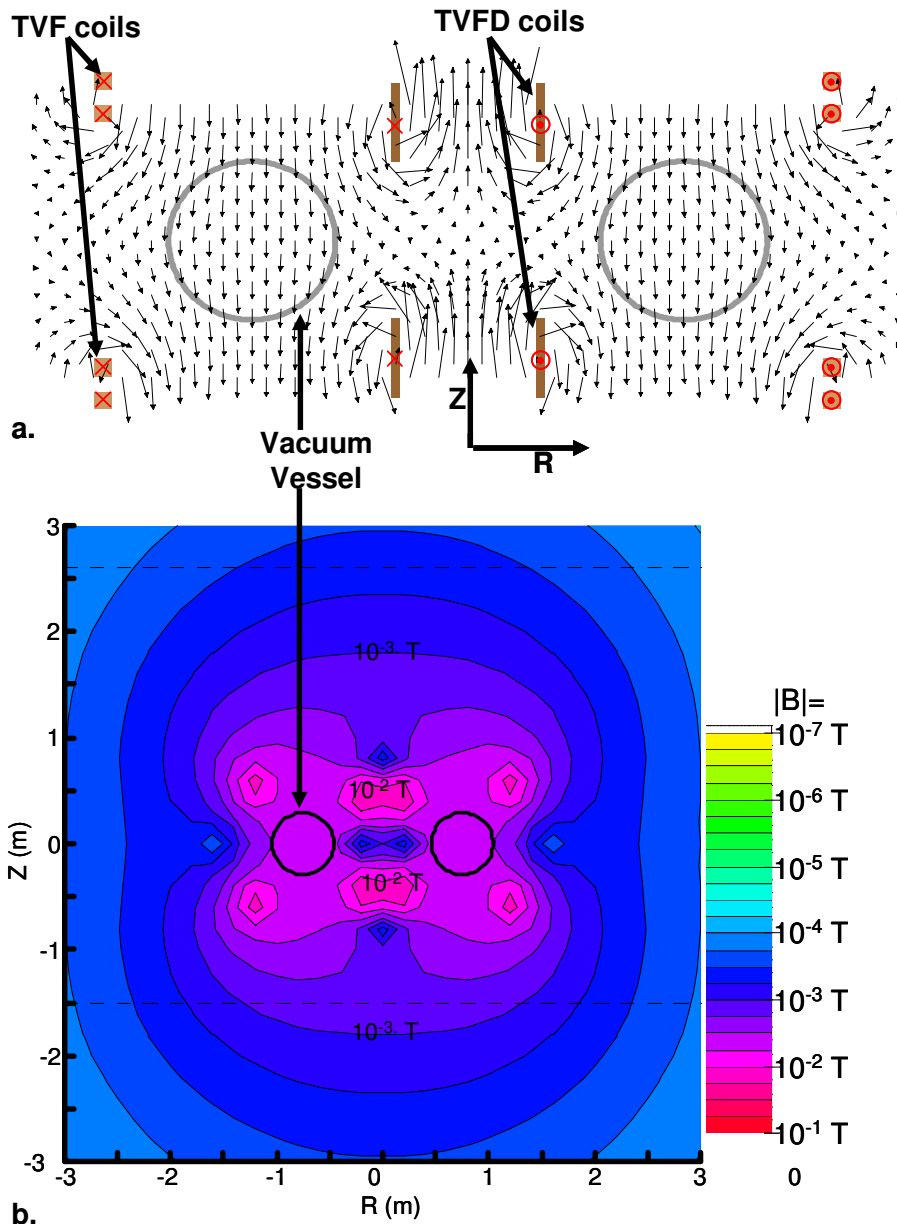 TVF coils
TVFD coils
Z
R
a.
Vacuum
Vessel
3
2
1
0
-1
-2
-3
Z (m)
10⁻³· T
10⁻² T
10⁻² T
10⁻³· T
-3 -2 -1 0 1 2 3
R (m)
|B|=
10⁻⁷ T
10⁻⁶ T
10⁻⁵ T
10⁻⁴ T
10⁻³ T
10⁻² T
10⁻¹ T
0
b.